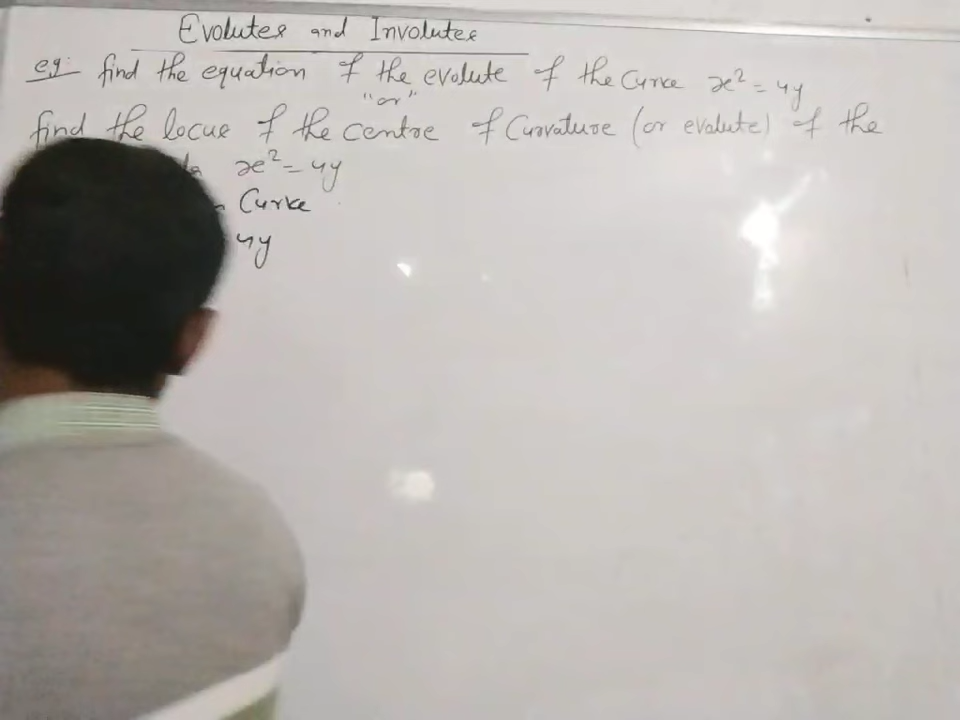 Evolutes and Involutes
eg:- find the equation of the evolute of the Curve x² = 4y
"or"
find the locus of the centre of Curvature (or evalute) of the
x² = 4y
Curve
4y